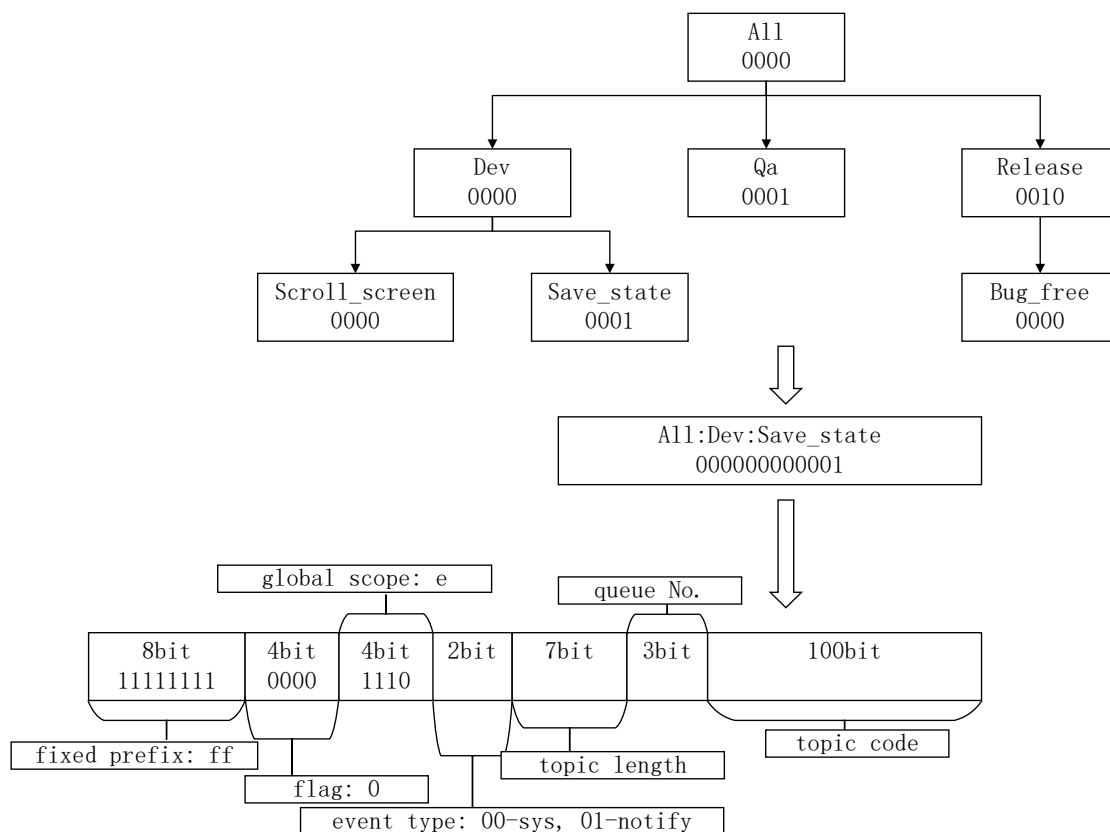 All
0000
Dev
0000
Qa
0001
Release
0010
Scroll_screen
0000
Save_state
0001
Bug_free
0000
All:Dev:Save_state
000000000001
global scope: e
queue No.
8bit
11111111
4bit
0000
4bit
1110
2bit
7bit
3bit
100bit
fixed prefix: ff
flag: 0
event type: 00-sys, 01-notify
topic length
topic code